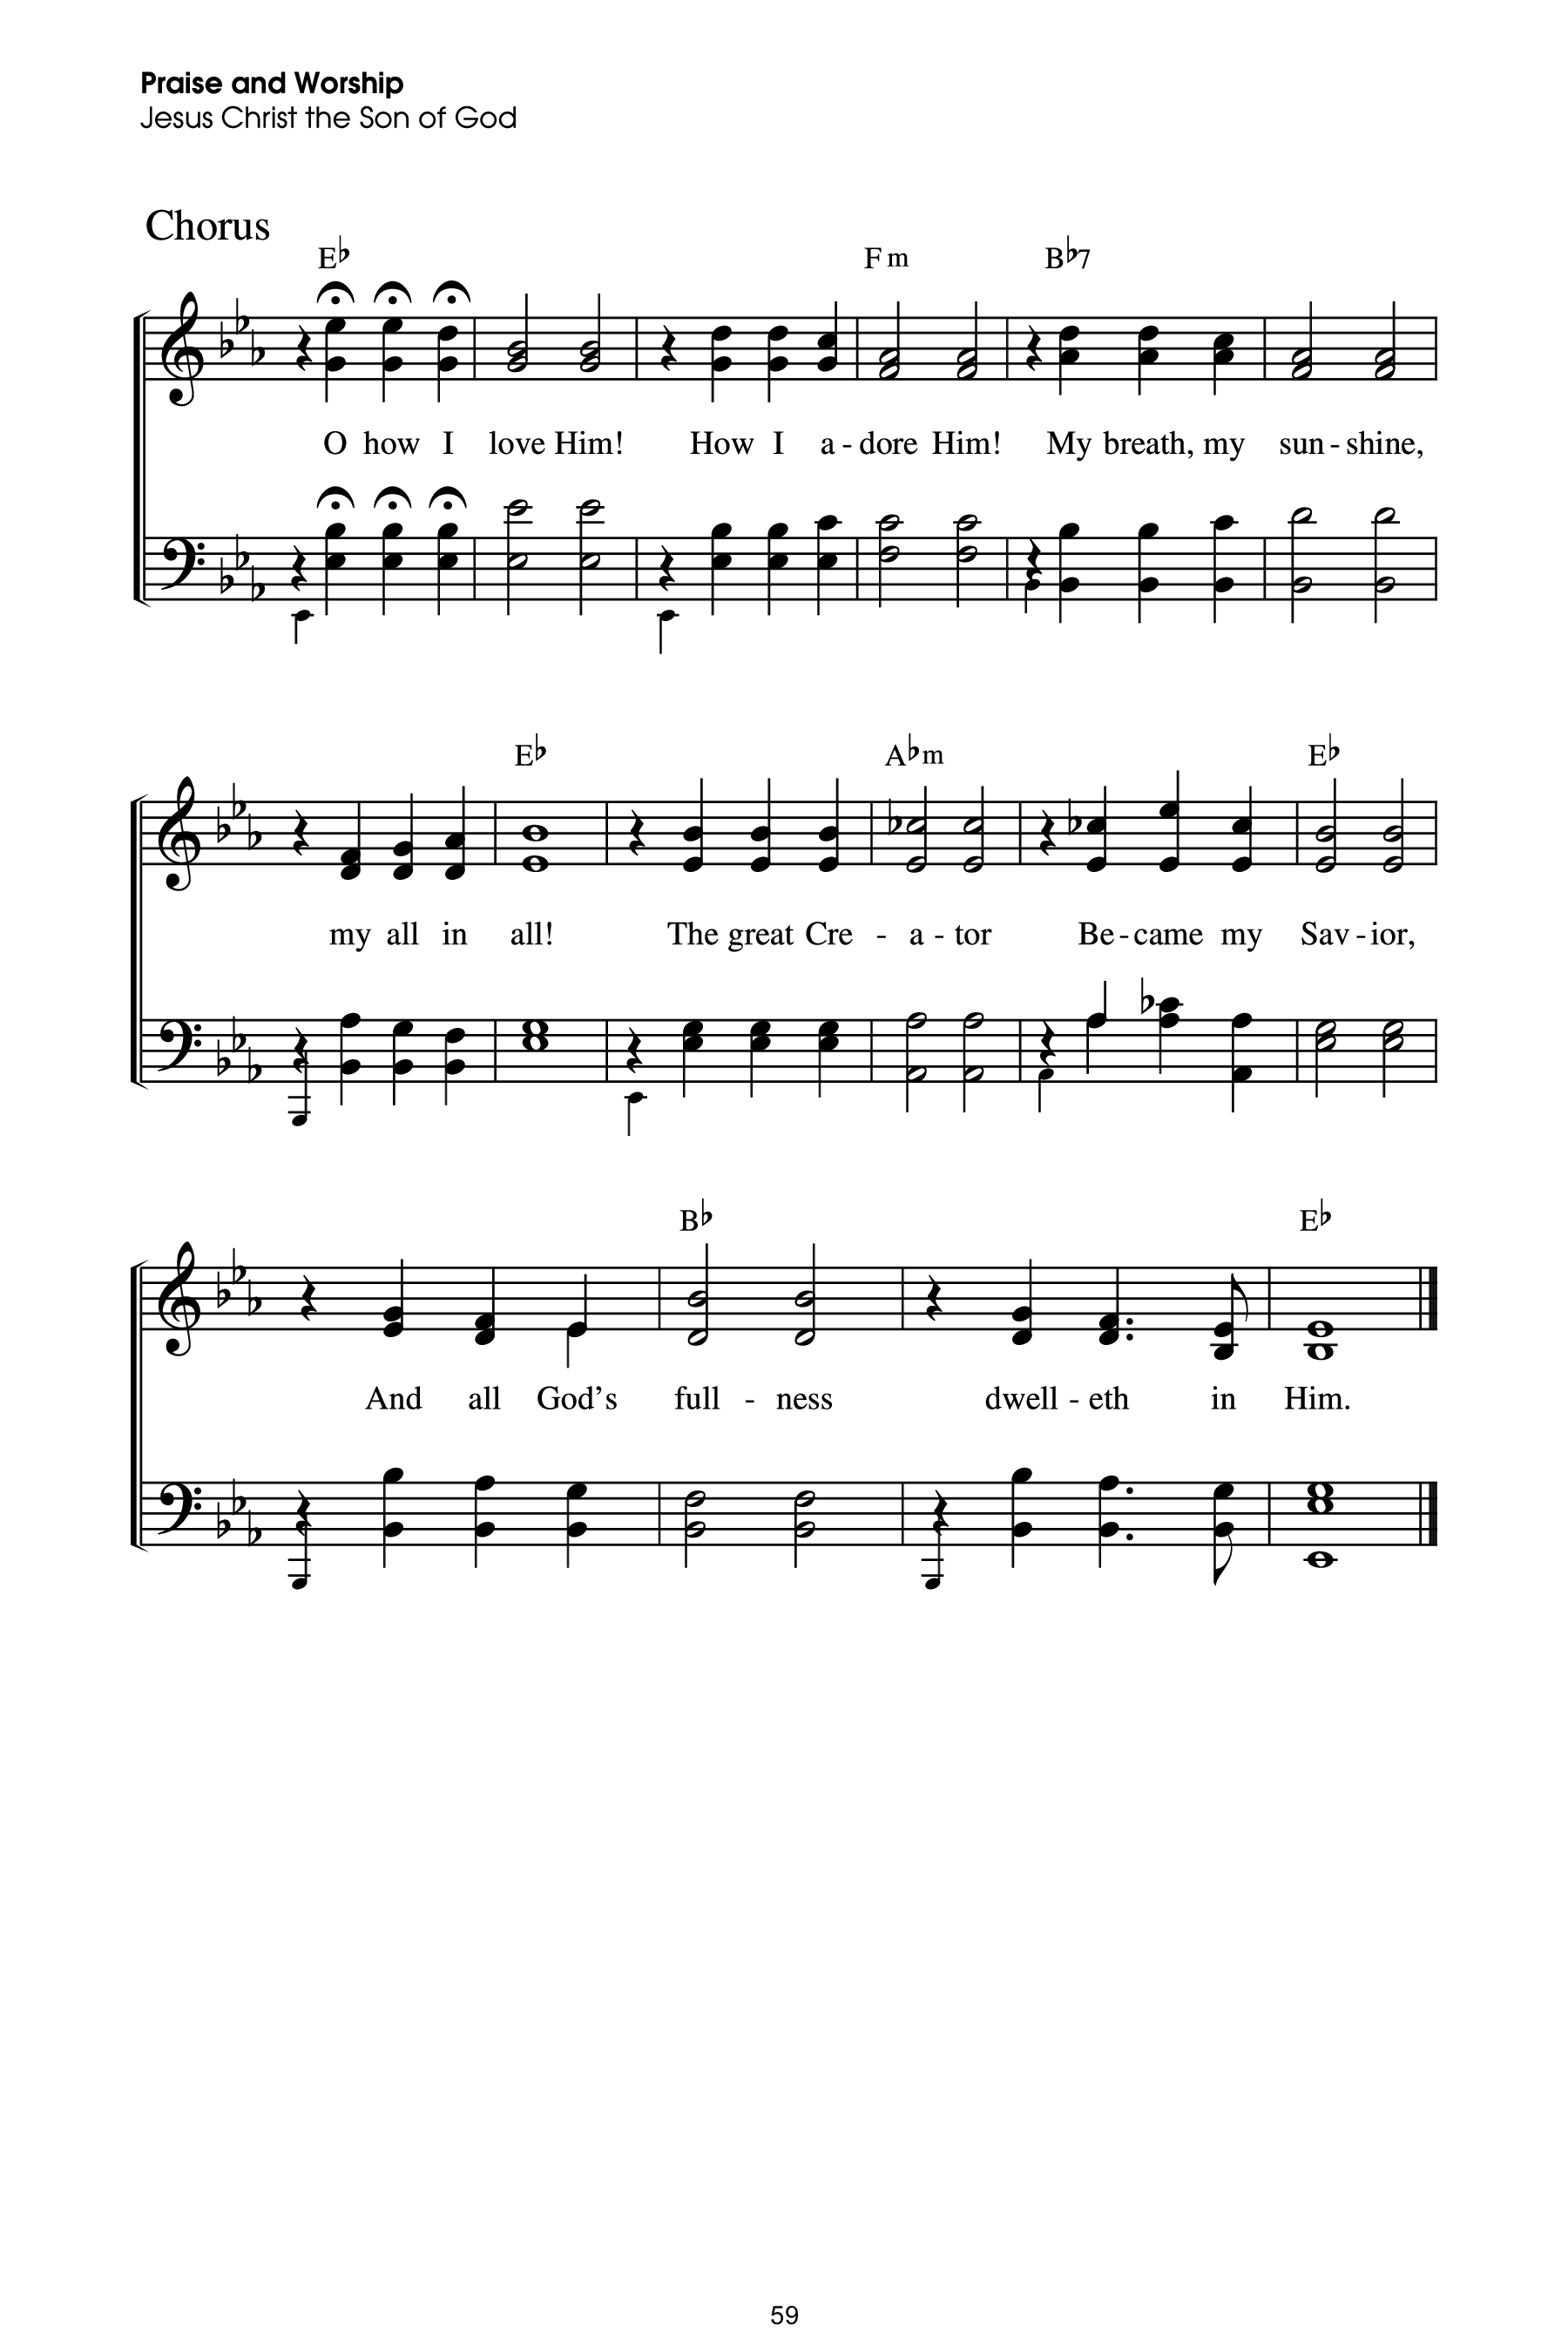 Praise and Worship
Jesus Christ the Son of God
Chorus
E♭ Fm B♭7
O how I love Him! How I a - dore Him! My breath, my sun - shine,
E♭ A♭m E♭
my all in all! The great Cre - a - tor Be - came my Sav - ior,
B♭ E♭
And all God's full - ness dwell - eth in Him.
59